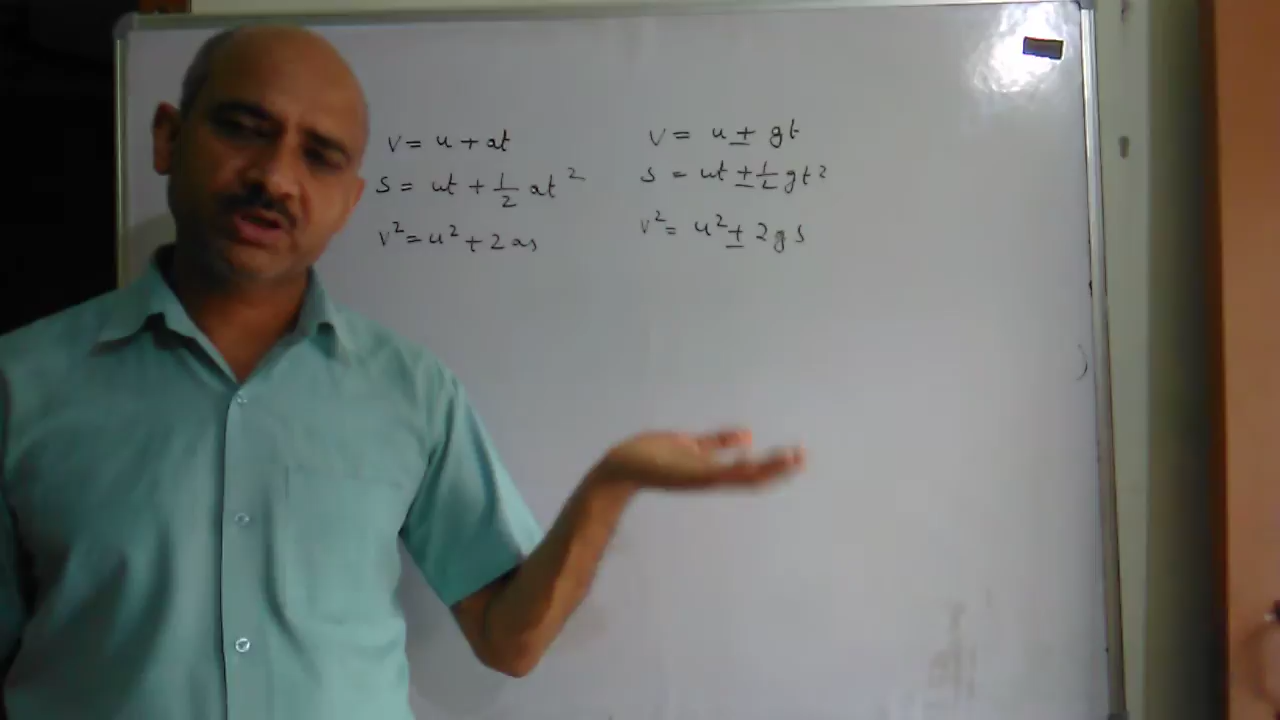 v = u + at
s = ut + 1/2 at²
v² = u² + 2as
v = u ± gt
s = ut ± 1/2 gt²
v² = u² ± 2gs